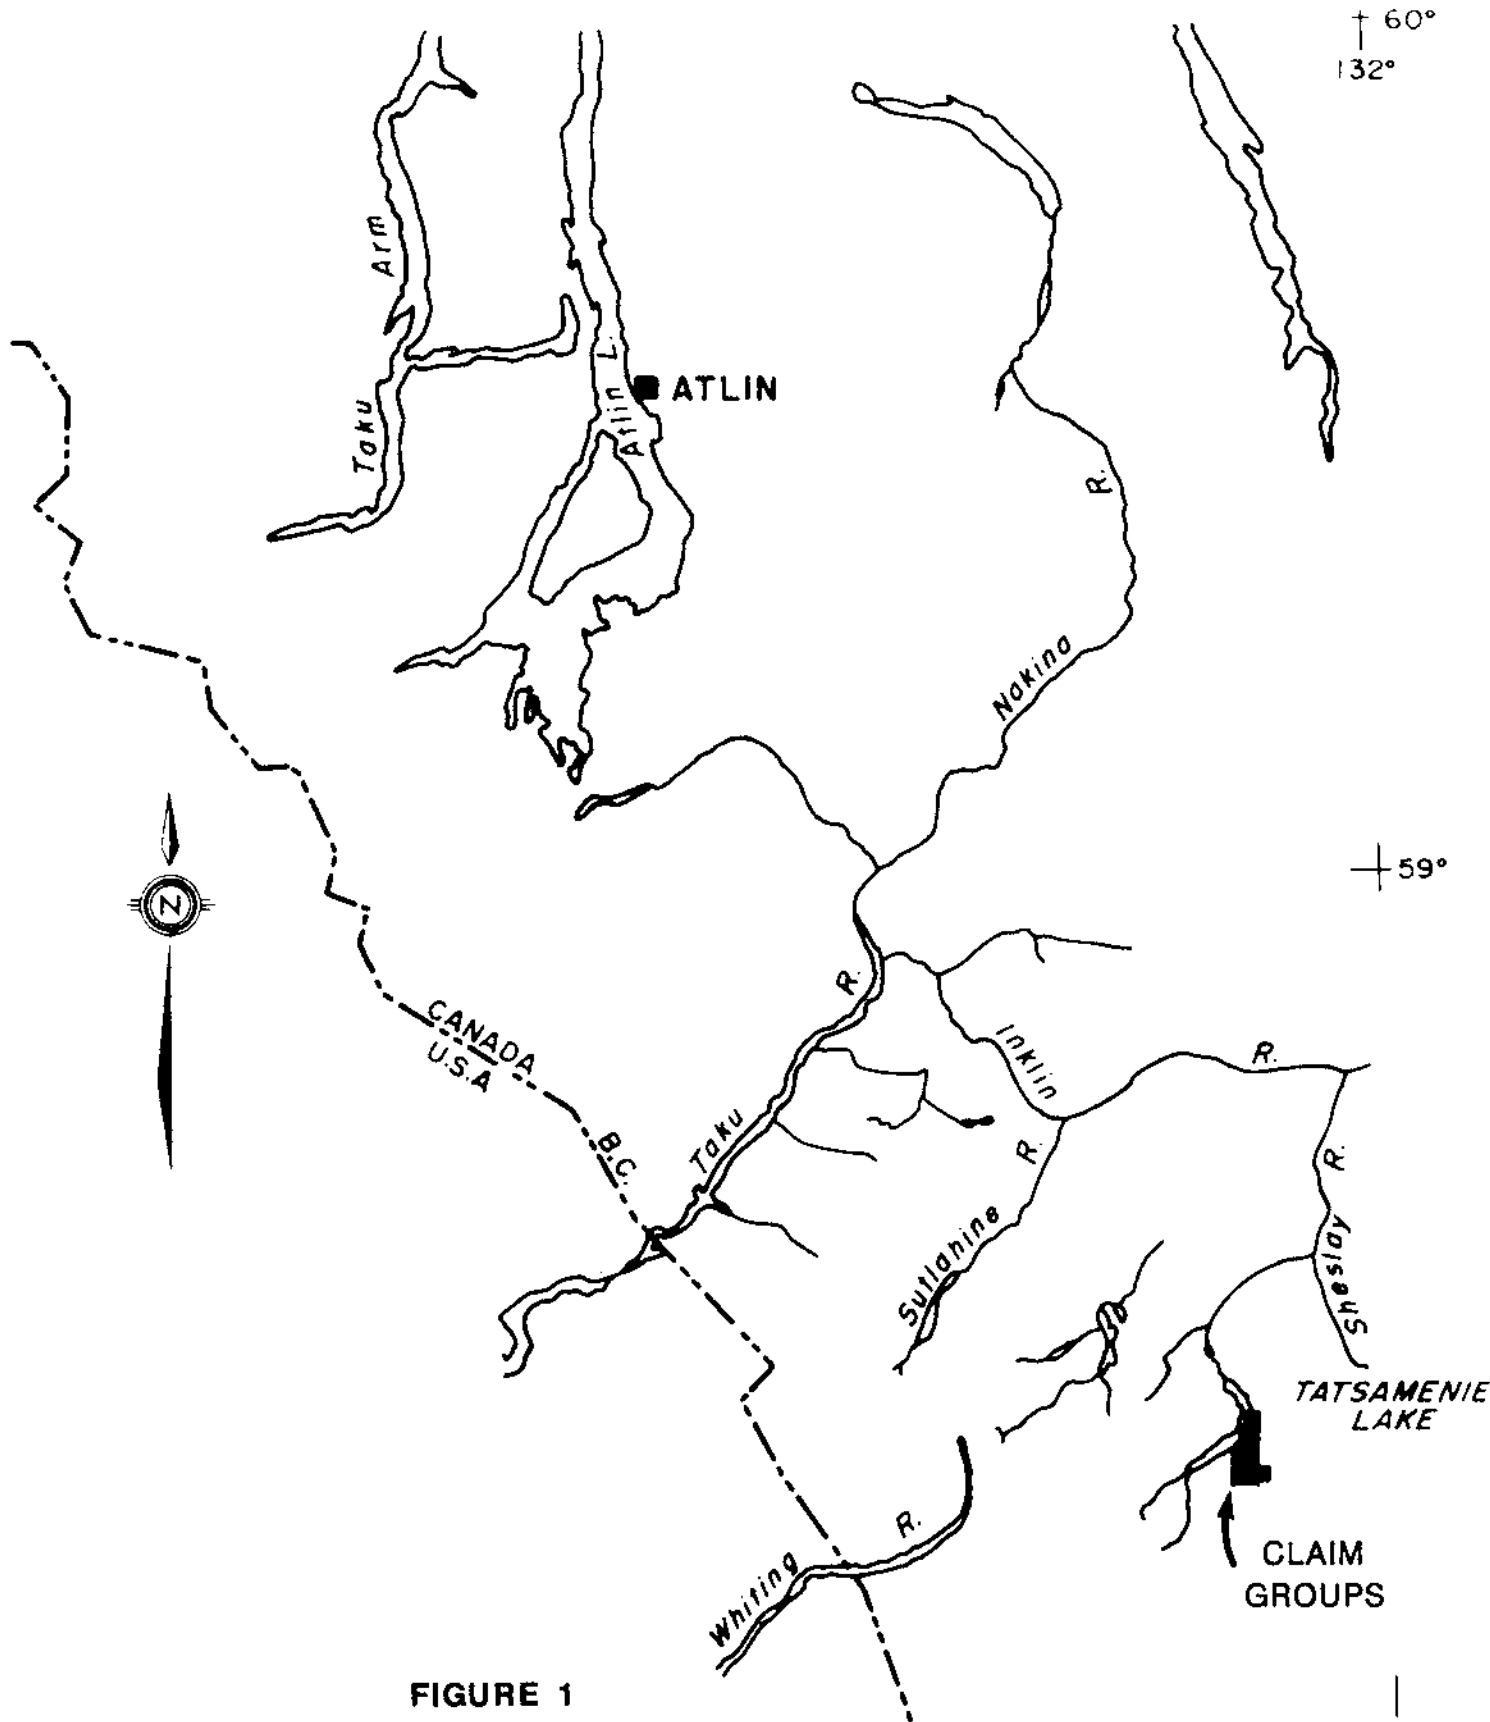 60°
132°
Taku Arm
Atlin L.
ATLIN
Nakina R.
59°
N
CANADA
U.S.A
B.C.
Taku R.
Inklin R.
Sutlahine R.
Sheslay R.
TATSAMENIE
LAKE
Whiting R.
CLAIM
GROUPS
FIGURE 1